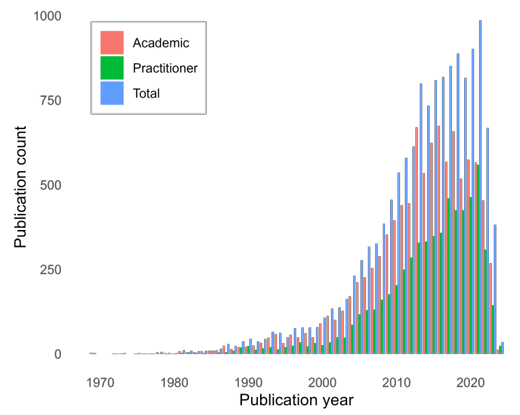 1000
750
500
250
0
Academic
Practitioner
Total
Publication count
1970 1980 1990 2000 2010 2020
Publication year